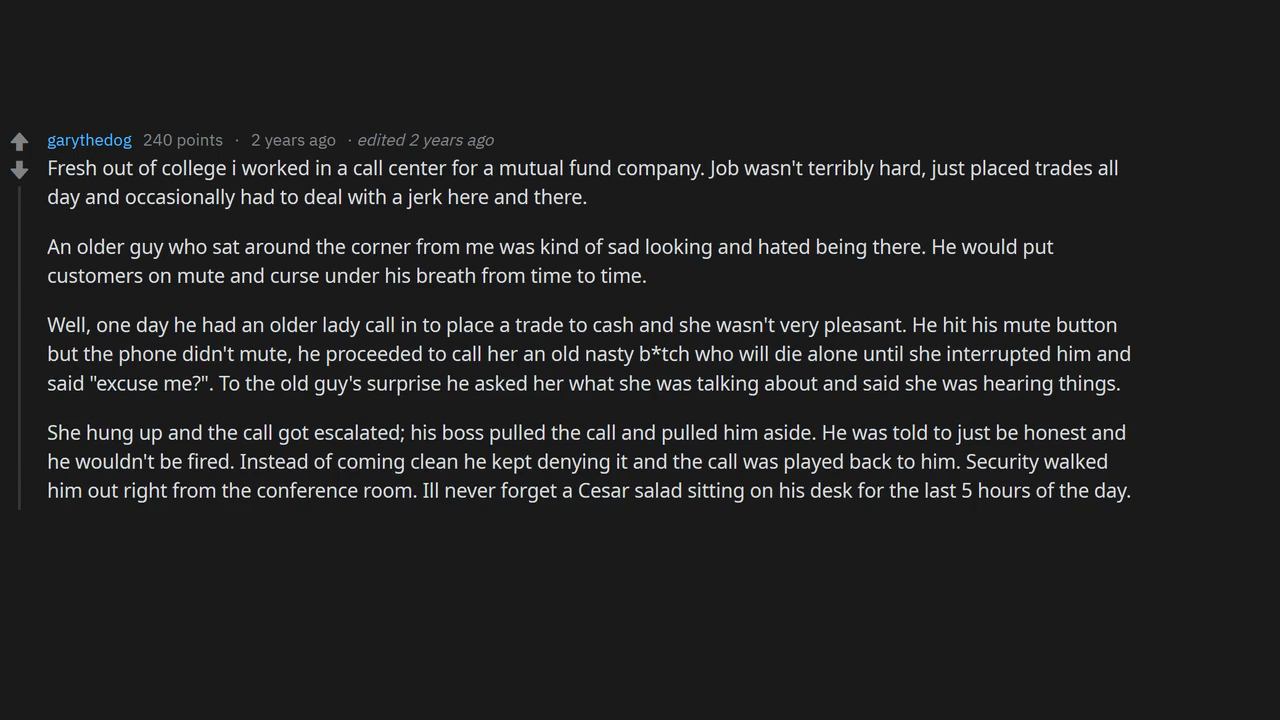 garythedog 240 points · 2 years ago · edited 2 years ago
Fresh out of college i worked in a call center for a mutual fund company. Job wasn't terribly hard, just placed trades all
day and occasionally had to deal with a jerk here and there.
An older guy who sat around the corner from me was kind of sad looking and hated being there. He would put
customers on mute and curse under his breath from time to time.
Well, one day he had an older lady call in to place a trade to cash and she wasn't very pleasant. He hit his mute button
but the phone didn't mute, he proceeded to call her an old nasty b*tch who will die alone until she interrupted him and
said "excuse me?". To the old guy's surprise he asked her what she was talking about and said she was hearing things.
She hung up and the call got escalated; his boss pulled the call and pulled him aside. He was told to just be honest and
he wouldn't be fired. Instead of coming clean he kept denying it and the call was played back to him. Security walked
him out right from the conference room. Ill never forget a Cesar salad sitting on his desk for the last 5 hours of the day.